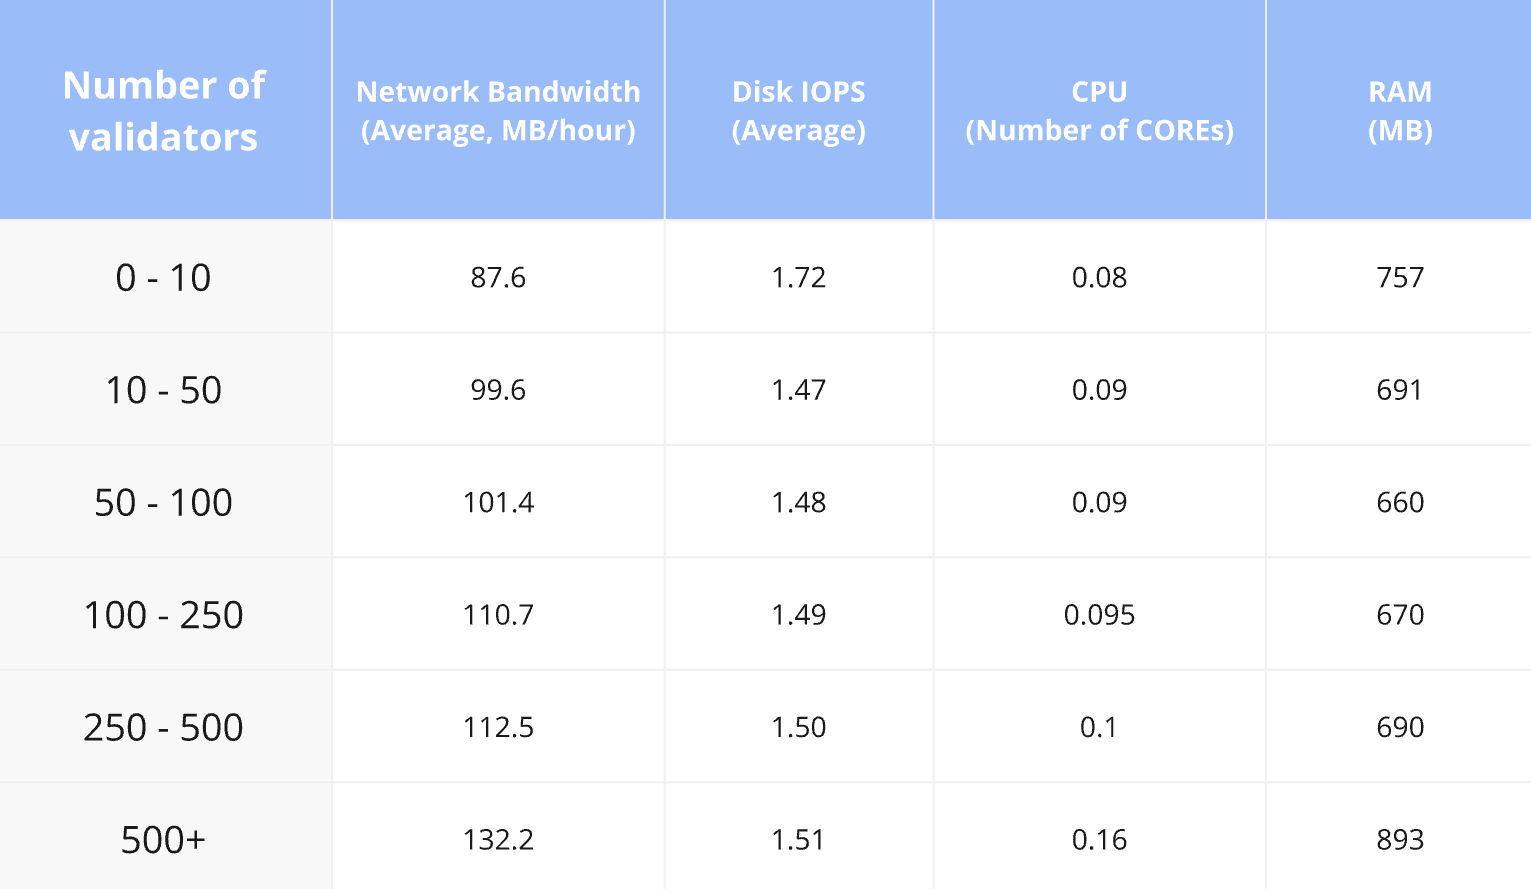 Number of
validators
Network Bandwidth
(Average, MB/hour)
Disk IOPS
(Average)
CPU
(Number of COREs)
RAM
(MB)
0 - 10
87.6
1.72
0.08
757
10 - 50
99.6
1.47
0.09
691
50 - 100
101.4
1.48
0.09
660
100 - 250
110.7
1.49
0.095
670
250 - 500
112.5
1.50
0.1
690
500+
132.2
1.51
0.16
893